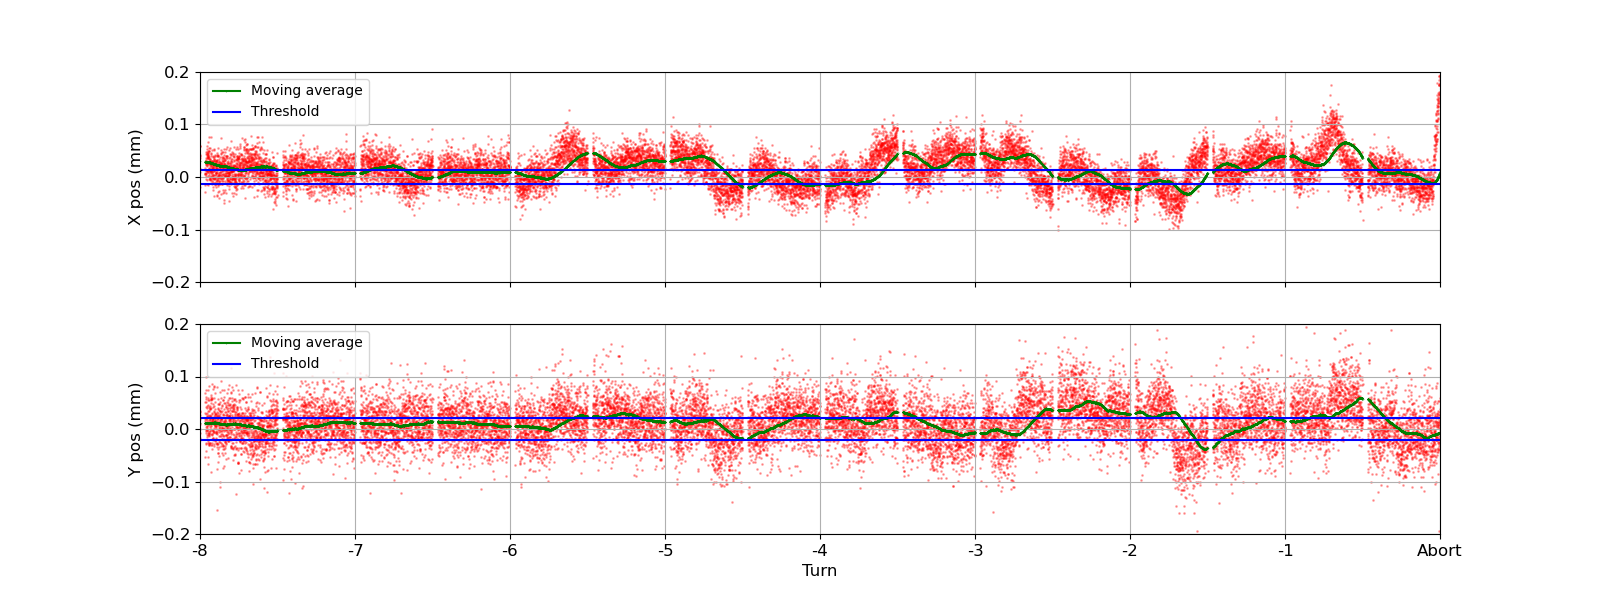 0.2
0.1
0.0
−0.1
−0.2
X pos (mm)
Moving average
Threshold
0.2
0.1
0.0
−0.1
−0.2
Y pos (mm)
Moving average
Threshold
-8 -7 -6 -5 -4 -3 -2 -1 Abort
Turn